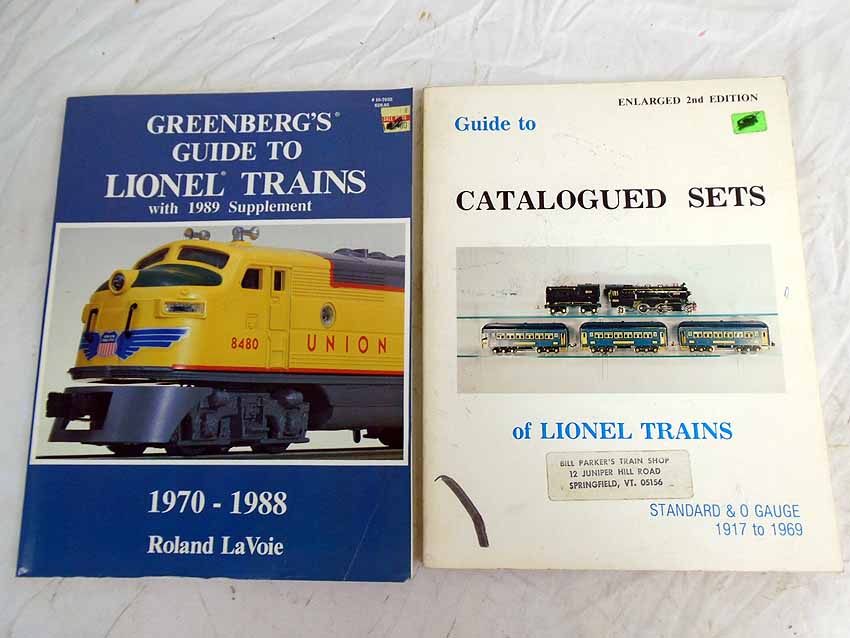 GREENBERG'S®
GUIDE TO
LIONEL® TRAINS
with 1989 Supplement
8480 UNION
1970 - 1988
Roland LaVoie
ENLARGED 2nd EDITION
Guide to
CATALOGUED SETS
of LIONEL TRAINS
BILL PARKER'S TRAIN SHOP
12 JUNIPER HILL ROAD
SPRINGFIELD, VT. 05156
STANDARD & O GAUGE
1917 to 1969